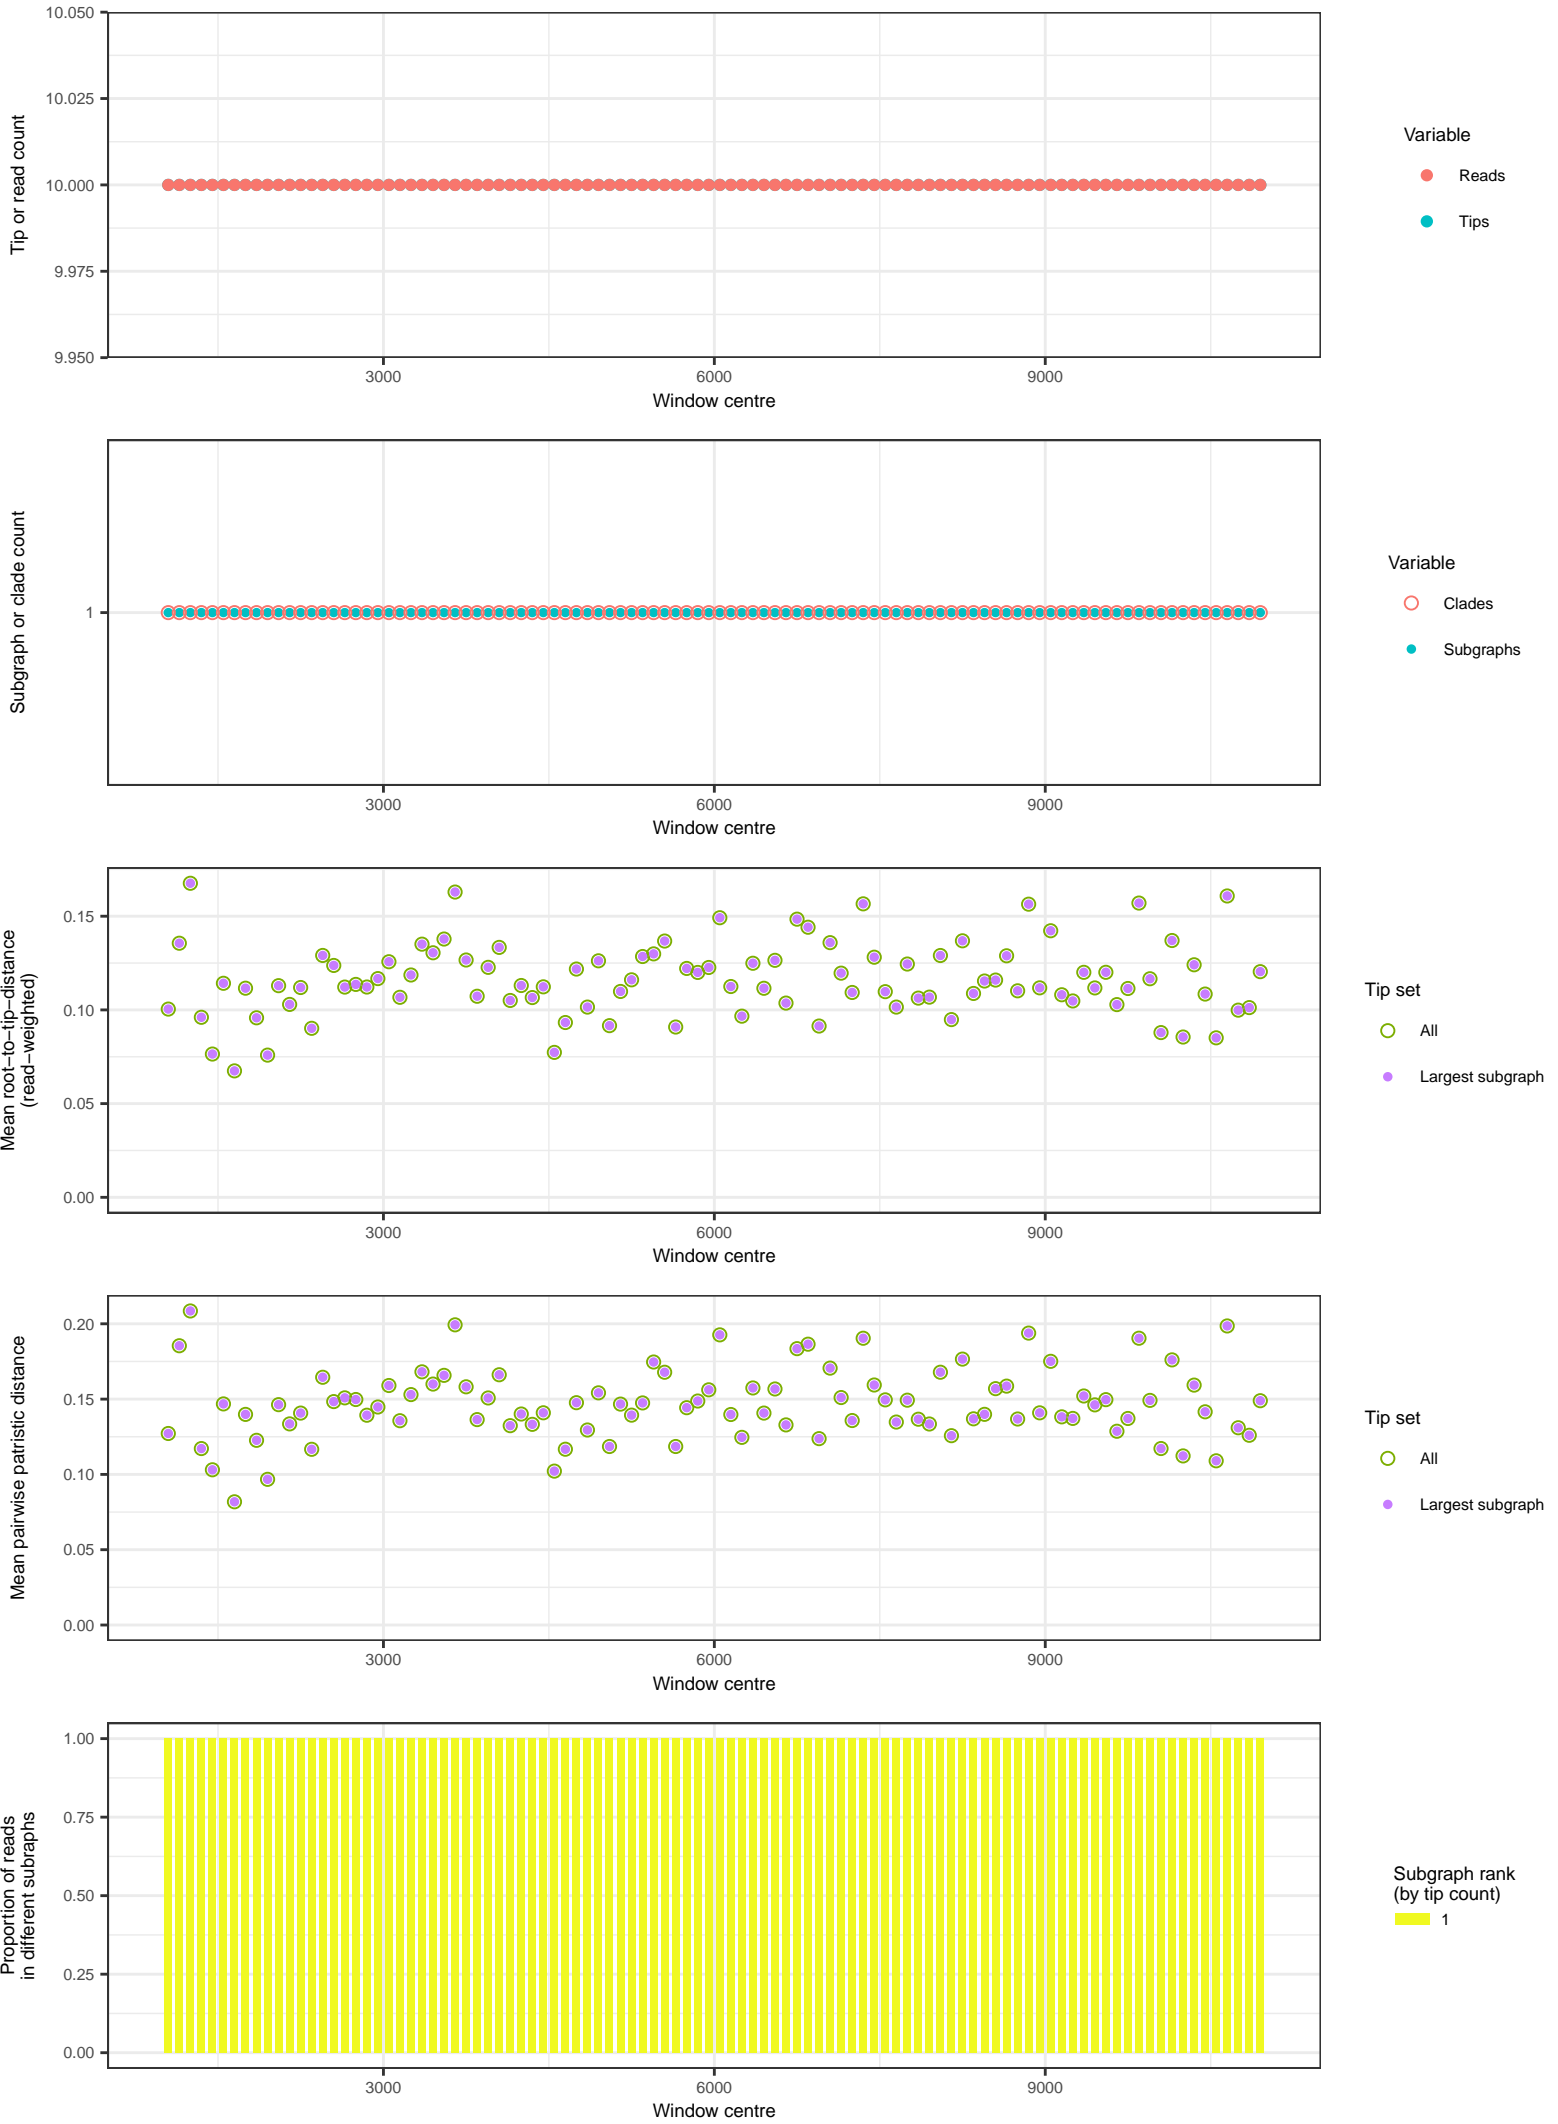 10.050
10.025
10.000
9.975
9.950
Tip or read count
3000
6000
9000
Window centre
Variable
Reads
Tips
1
Subgraph or clade count
3000
6000
9000
Window centre
Variable
Clades
Subgraphs
0.15
0.10
0.05
0.00
Mean root−to−tip−distance
(read−weighted)
3000
6000
9000
Window centre
Tip set
All
Largest subgraph
0.20
0.15
0.10
0.05
0.00
Mean pairwise patristic distance
3000
6000
9000
Window centre
Tip set
All
Largest subgraph
1.00
0.75
0.50
0.25
0.00
Proportion of reads
in different subraphs
3000
6000
9000
Window centre
Subgraph rank
(by tip count)
1